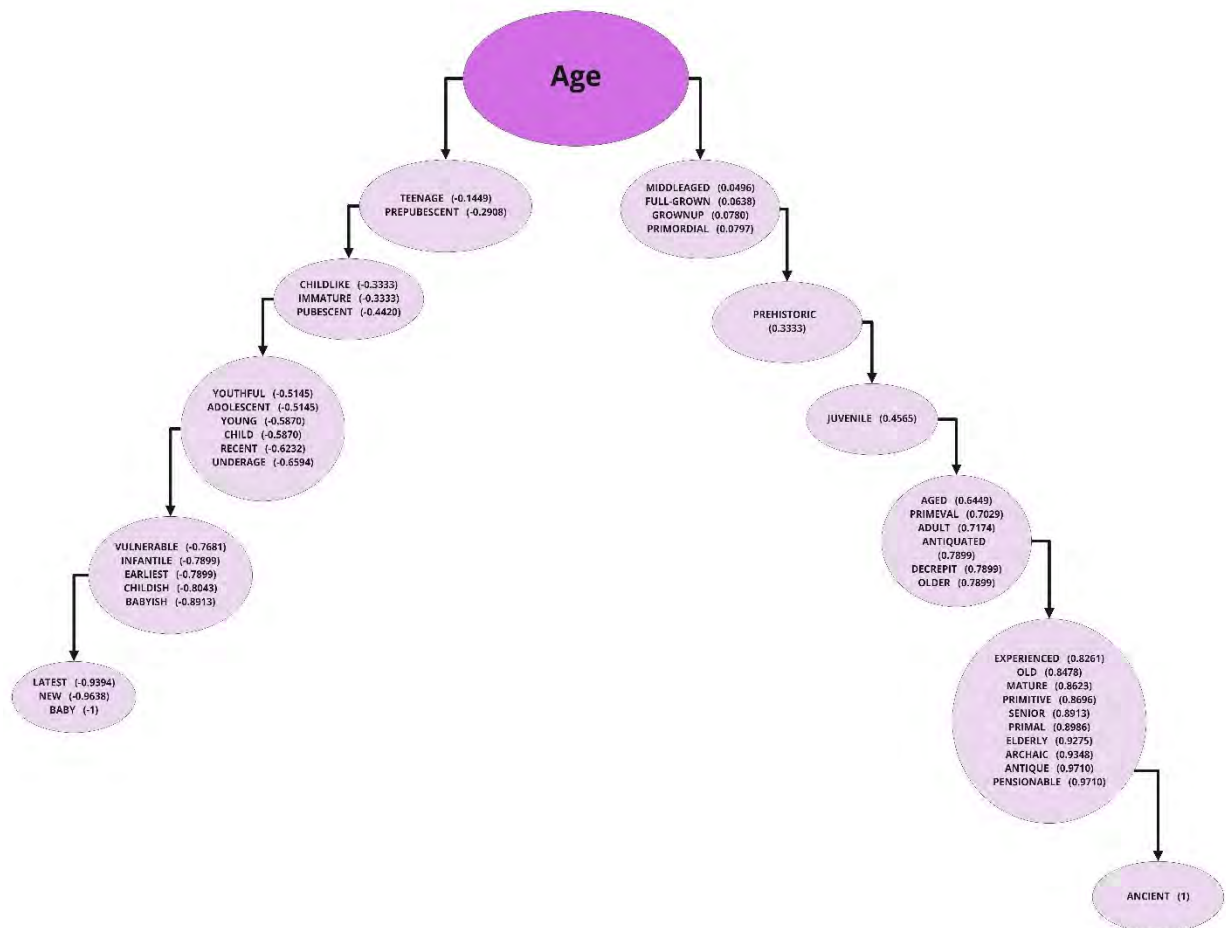 Age
TEENAGE (-0.1449)
PREPUBESCENT (-0.2908)
MIDDLEAGED (0.0496)
FULL-GROWN (0.0638)
GROWNUP (0.0780)
PRIMORDIAL (0.0797)
CHILDLIKE (-0.3333)
IMMATURE (-0.3333)
PUBESCENT (-0.4420)
PREHISTORIC
(0.3333)
YOUTHFUL (-0.5145)
ADOLESCENT (-0.5145)
YOUNG (-0.5870)
CHILD (-0.5870)
RECENT (-0.6232)
UNDERAGE (-0.6594)
JUVENILE (0.4565)
AGED (0.6449)
PRIMEVAL (0.7029)
ADULT (0.7174)
ANTIQUATED
(0.7899)
DECREPIT (0.7899)
OLDER (0.7899)
VULNERABLE (-0.7681)
INFANTILE (-0.7899)
EARLIEST (-0.7899)
CHILDISH (-0.8043)
BABYISH (-0.8913)
LATEST (-0.9394)
NEW (-0.9638)
BABY (-1)
EXPERIENCED (0.8261)
OLD (0.8478)
MATURE (0.8623)
PRIMITIVE (0.8696)
SENIOR (0.8913)
PRIMAL (0.8986)
ELDERLY (0.9275)
ARCHAIC (0.9348)
ANTIQUE (0.9710)
PENSIONABLE (0.9710)
ANCIENT (1)